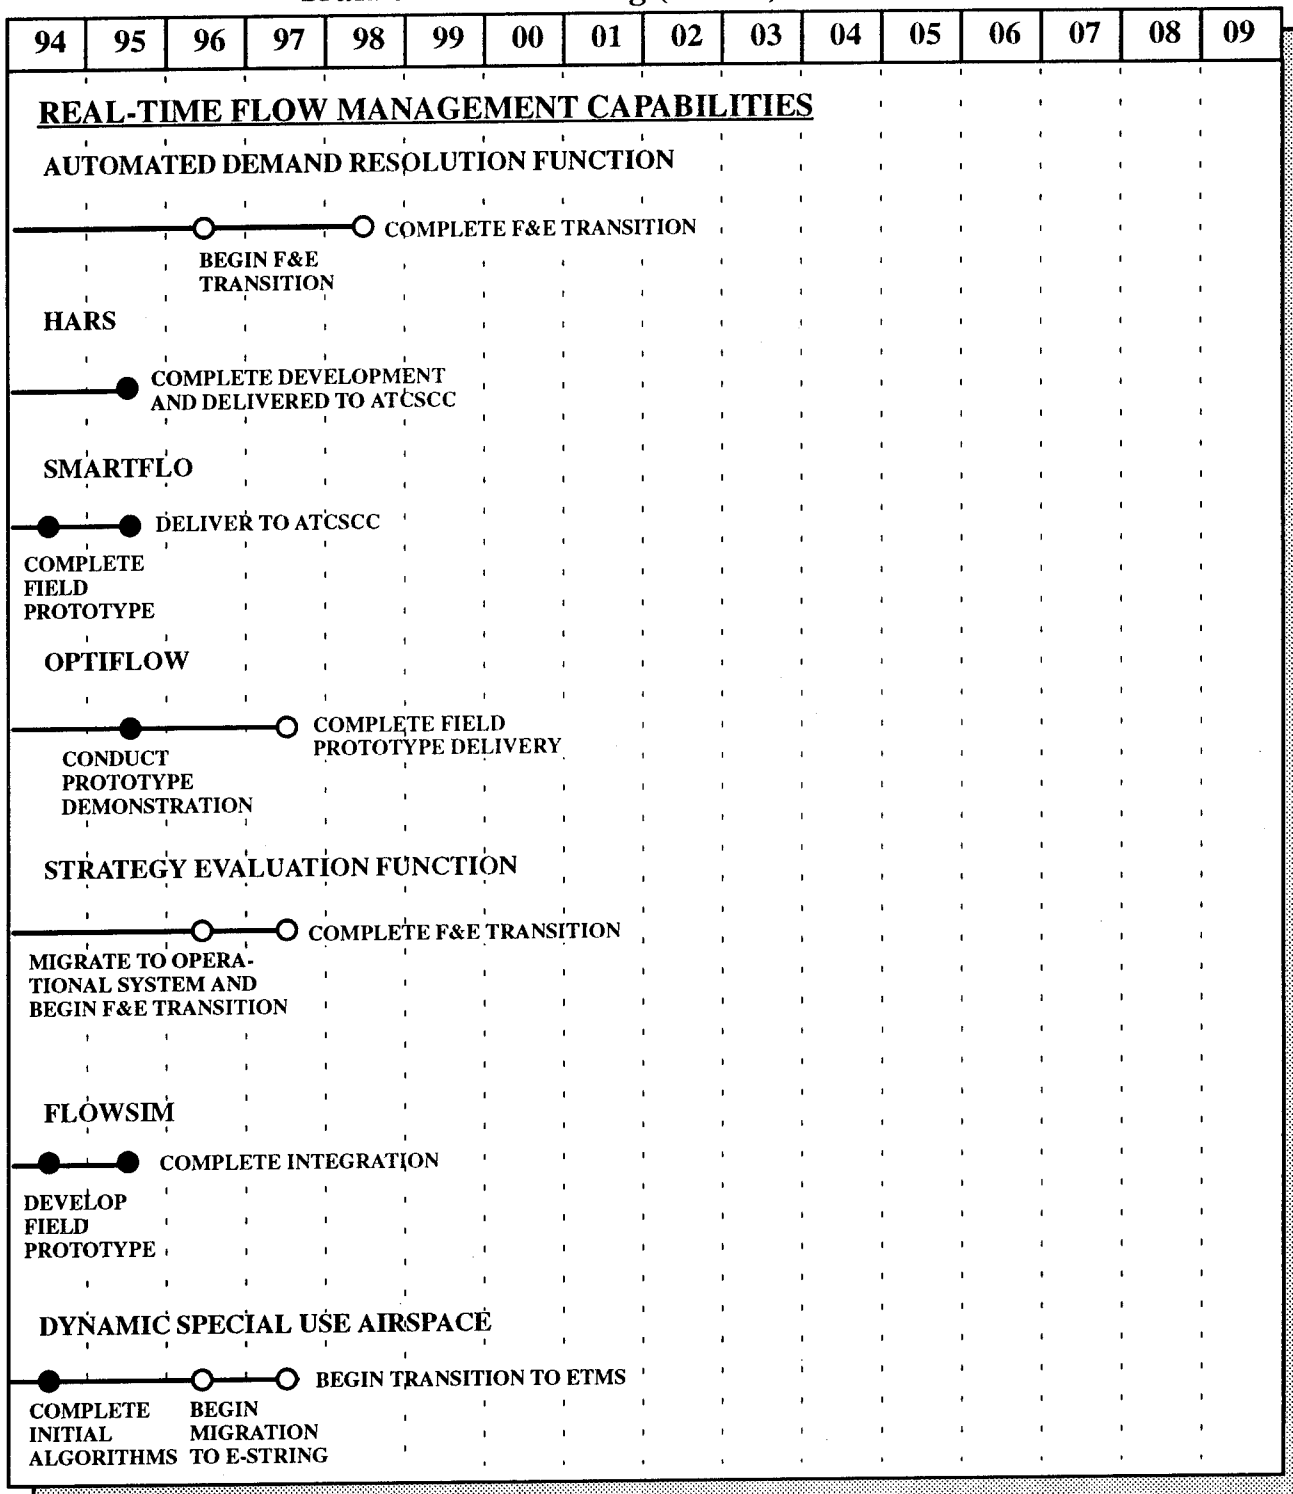 94 95 96 97 98 99 00 01 02 03 04 05 06 07 08 09
REAL-TIME FLOW MANAGEMENT CAPABILITIES
AUTOMATED DEMAND RESOLUTION FUNCTION
COMPLETE F&E TRANSITION
BEGIN F&E
TRANSITION
HARS
COMPLETE DEVELOPMENT
AND DELIVERED TO ATCSCC
SMARTFLO
DELIVER TO ATCSCC
COMPLETE
FIELD
PROTOTYPE
OPTIFLOW
COMPLETE FIELD
PROTOTYPE DELIVERY
CONDUCT
PROTOTYPE
DEMONSTRATION
STRATEGY EVALUATION FUNCTION
COMPLETE F&E TRANSITION
MIGRATE TO OPERA-
TIONAL SYSTEM AND
BEGIN F&E TRANSITION
FLOWSIM
COMPLETE INTEGRATION
DEVELOP
FIELD
PROTOTYPE
DYNAMIC SPECIAL USE AIRSPACE
BEGIN TRANSITION TO ETMS
COMPLETE
INITIAL
ALGORITHMS
BEGIN
MIGRATION
TO E-STRING